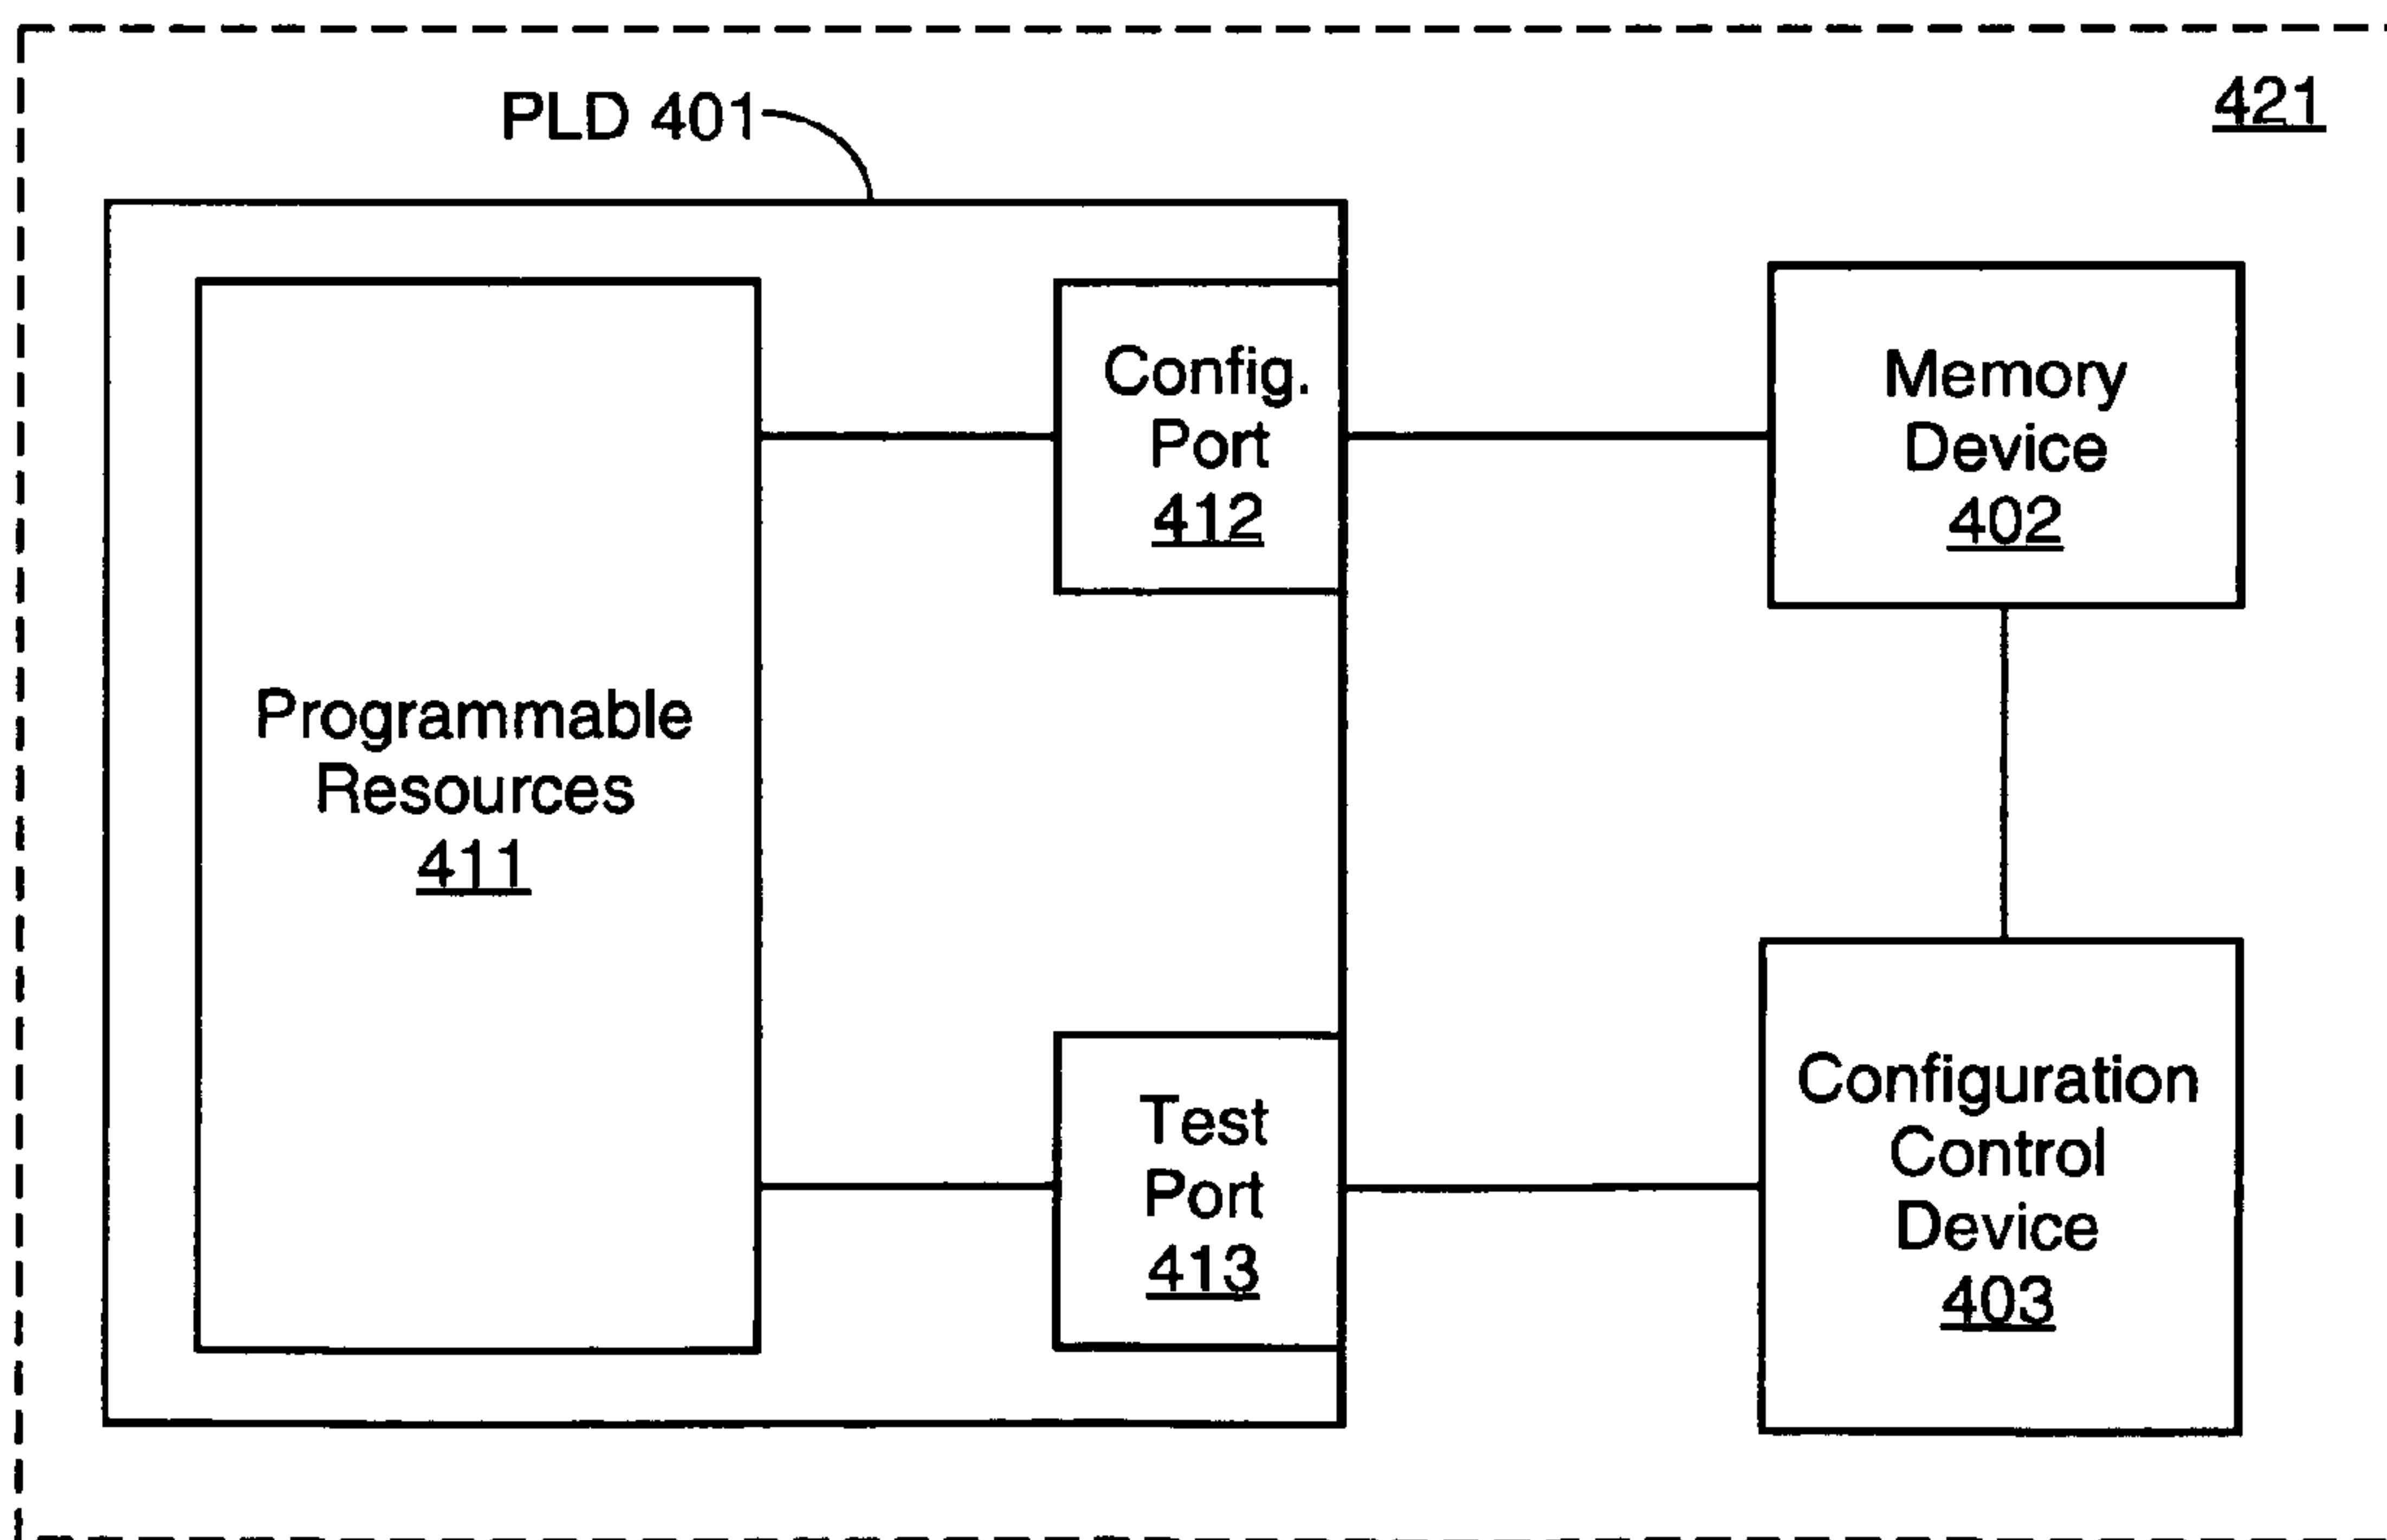 421
PLD 401
Config.
Port
412
Memory
Device
402
Programmable
Resources
411
Test
Port
413
Configuration
Control
Device
403